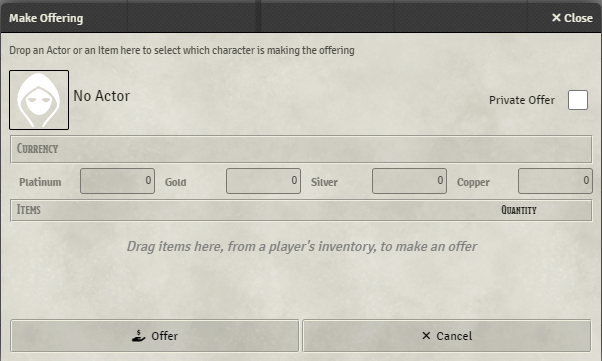 Make Offering
✕ Close
Drop an Actor or an Item here to select which character is making the offering
No Actor
Private Offer
Currency
Platinum 0 Gold 0 Silver 0 Copper 0
Items Quantity
Drag items here, from a player's inventory, to make an offer
Offer
✕ Cancel